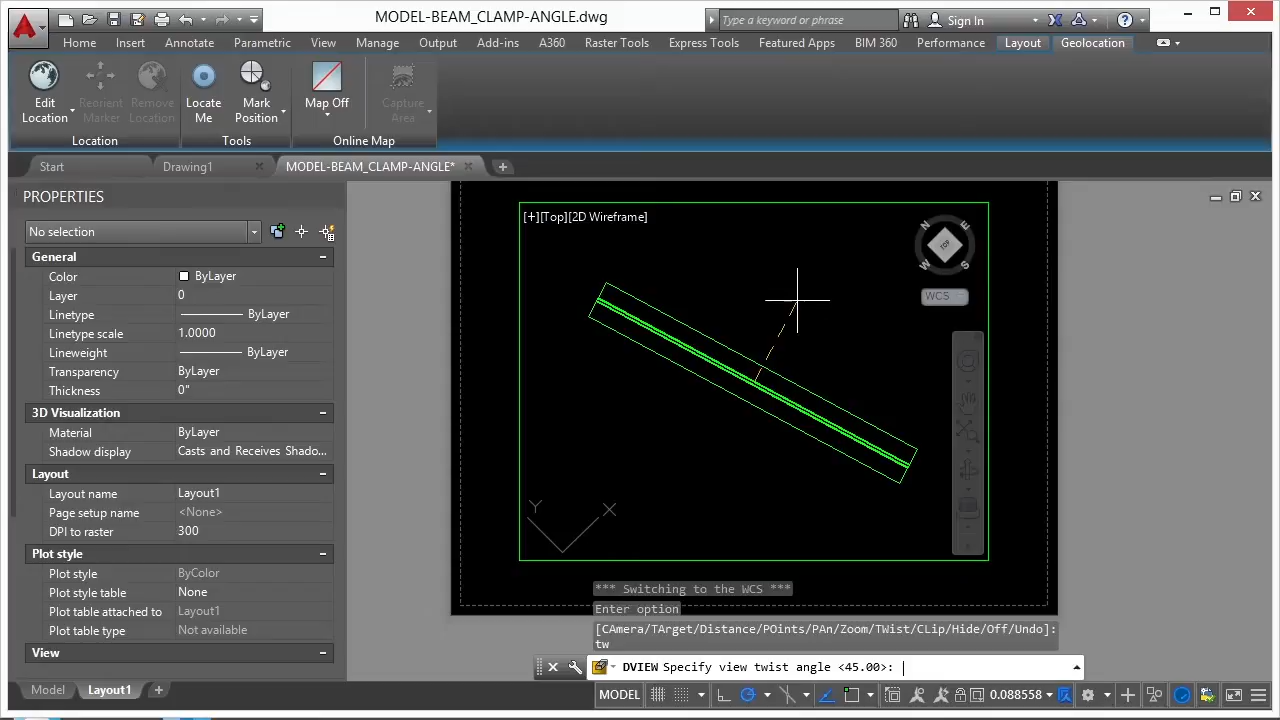 MODEL-BEAM_CLAMP-ANGLE.dwg
Type a keyword or phrase
Sign In
Home Insert Annotate Parametric View Manage Output Add-ins A360 Raster Tools Express Tools Featured Apps BIM 360 Performance Layout Geolocation
Edit Location
Reorient Marker
Remove Location
Locate Me
Mark Position
Map Off
Capture Area
Location Tools Online Map
Start Drawing1 MODEL-BEAM_CLAMP-ANGLE*
PROPERTIES
No selection
General
Color ByLayer
Layer 0
Linetype ByLayer
Linetype scale 1.0000
Lineweight ByLayer
Transparency ByLayer
Thickness 0"
3D Visualization
Material ByLayer
Shadow display Casts and Receives Shado...
Layout
Layout name Layout1
Page setup name <None>
DPI to raster 300
Plot style
Plot style ByColor
Plot style table None
Plot table attached to Layout1
Plot table type Not available
View
[+][Top][2D Wireframe]
N E
TOP
W S
WCS
Y X
*** Switching to the WCS ***
Enter option
[CAmera/TArget/Distance/POints/PAn/Zoom/TWist/CLip/Hide/Off/Undo]:
tw
DVIEW Specify view twist angle <45.00>:
Model Layout1
MODEL 0.088558